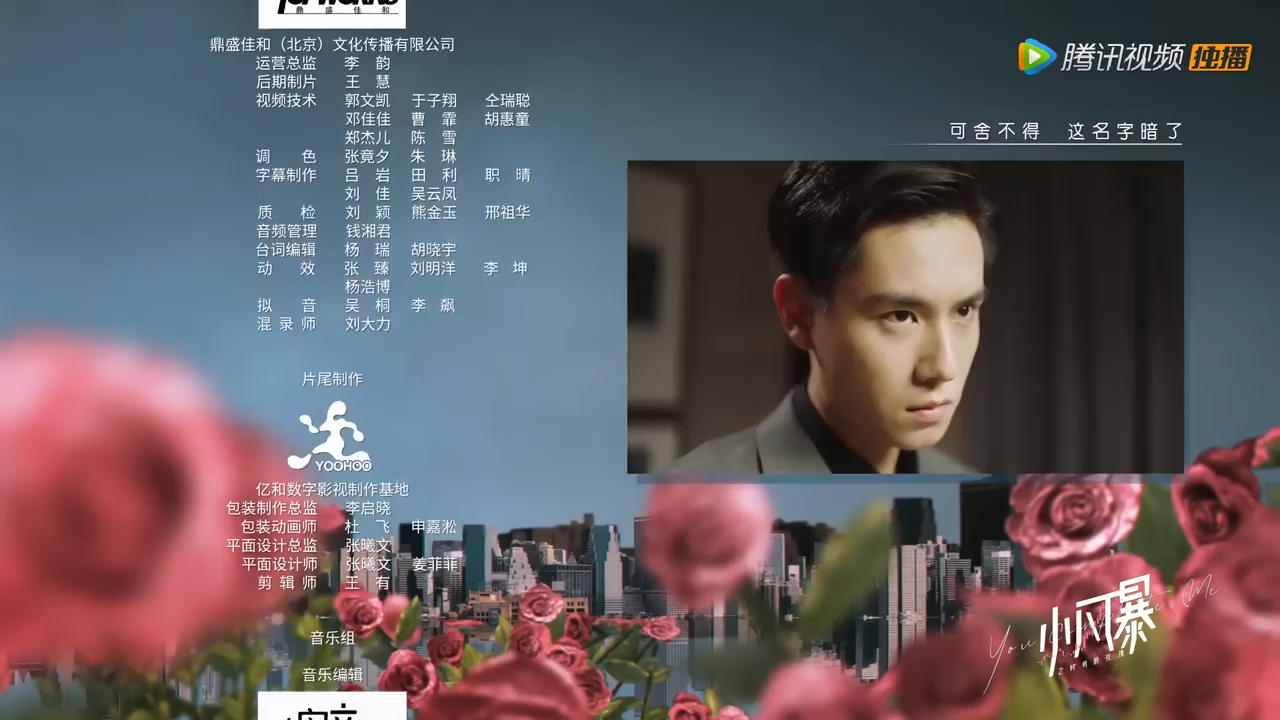 鼎盛佳和
鼎盛佳和（北京）文化传播有限公司
运营总监 李 韵
后期制片 王 慧
视频技术 郭文凯 于子翔 仝瑞聪
邓佳佳 曹 霏 胡惠童
郑杰儿 陈 雪
调 色 张竟夕 朱 琳
字幕制作 吕 岩 田 利 职 晴
刘 佳 吴云凤
质 检 刘 颖 熊金玉 邢祖华
音频管理 钱湘君
台词编辑 杨 瑞 胡晓宇
动 效 张 臻 刘明洋 李 坤
杨浩博
拟 音 吴 桐 李 飙
混 录 师 刘大力
片尾制作
YOOHOO
亿和数字影视制作基地
包装制作总监 李启晓
包装动画师 杜 飞 申嘉淞
平面设计总监 张曦文
平面设计师 张曦文 姜菲菲
剪 辑 师 王 有
音乐组
音乐编辑
腾讯视频 独播
可舍不得 这名字暗了
小风暴